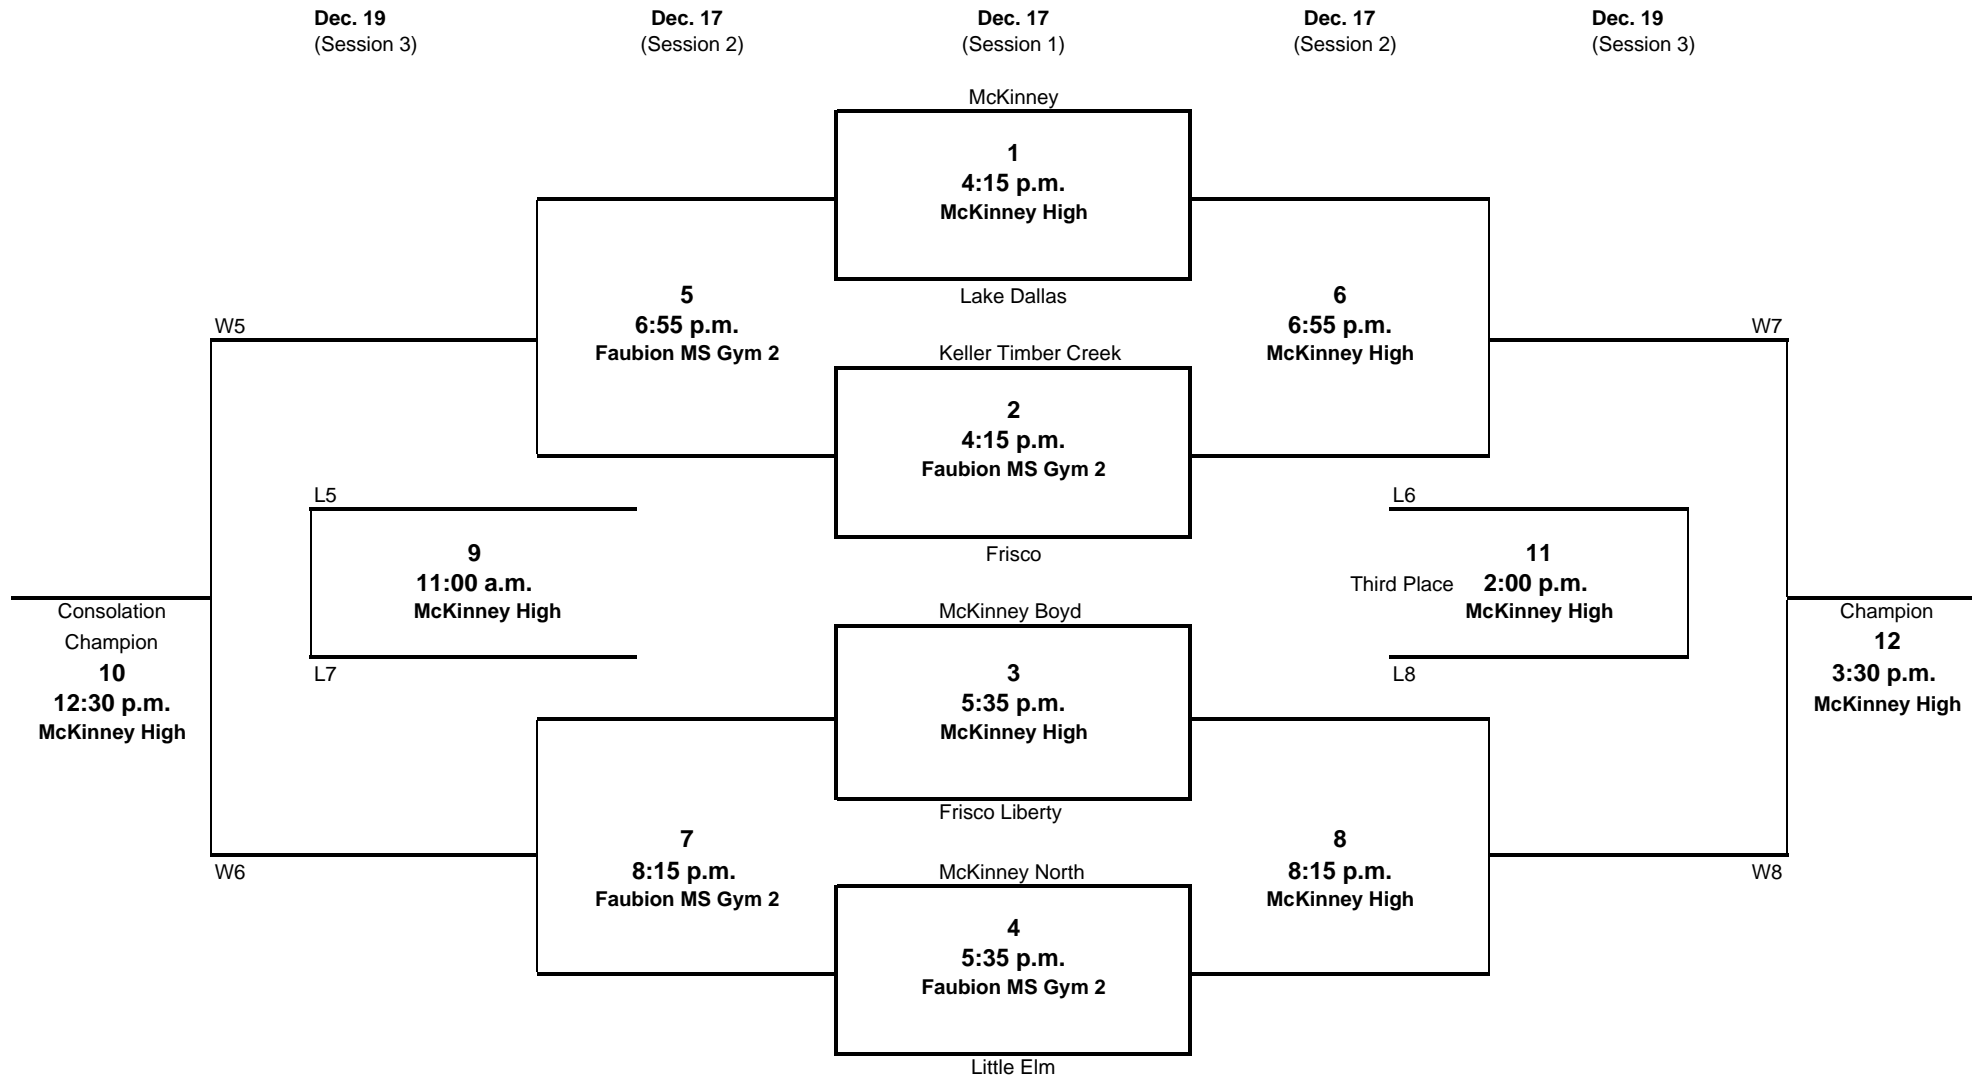 Dec. 19 Dec. 17 Dec. 17 Dec. 17 Dec. 19
(Session 3) (Session 2) (Session 1) (Session 2) (Session 3)
McKinney
1
4:15 p.m.
McKinney High
Lake Dallas
5
6:55 p.m.
Faubion MS Gym 2
6
6:55 p.m.
McKinney High
W5
W7
Keller Timber Creek
2
4:15 p.m.
Faubion MS Gym 2
Frisco
L5
9
11:00 a.m.
McKinney High
L7
L6
11
Third Place 2:00 p.m.
McKinney High
L8
Consolation
Champion
10
12:30 p.m.
McKinney High
Champion
12
3:30 p.m.
McKinney High
McKinney Boyd
3
5:35 p.m.
McKinney High
Frisco Liberty
7
8:15 p.m.
Faubion MS Gym 2
8
8:15 p.m.
McKinney High
W6
W8
McKinney North
4
5:35 p.m.
Faubion MS Gym 2
Little Elm